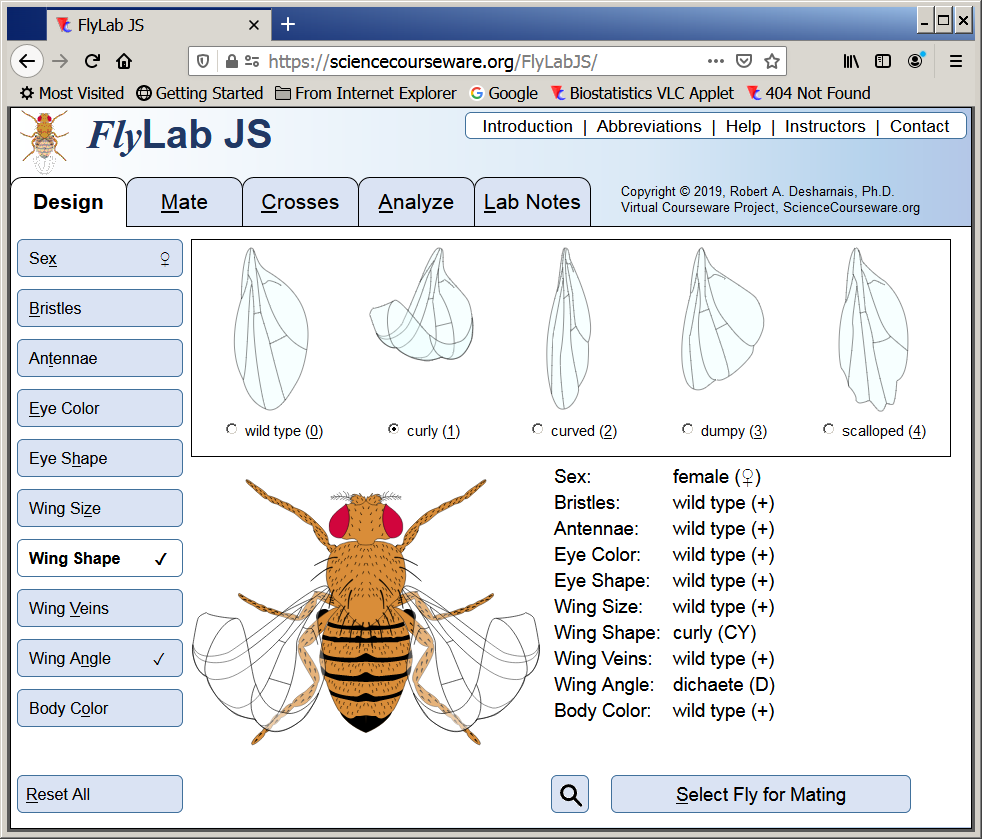 FlyLab JS
https://sciencecourseware.org/FlyLabJS/
Most Visited Getting Started From Internet Explorer Google Biostatistics VLC Applet 404 Not Found
FlyLab JS
Introduction | Abbreviations | Help | Instructors | Contact
Design Mate Crosses Analyze Lab Notes
Copyright © 2019, Robert A. Desharnais, Ph.D.
Virtual Courseware Project, ScienceCourseware.org
Sex ♀
Bristles
Antennae
Eye Color
Eye Shape
Wing Size
Wing Shape ✓
Wing Veins
Wing Angle ✓
Body Color
Reset All
wild type (0) curly (1) curved (2) dumpy (3) scalloped (4)
Sex: female (♀)
Bristles: wild type (+)
Antennae: wild type (+)
Eye Color: wild type (+)
Eye Shape: wild type (+)
Wing Size: wild type (+)
Wing Shape: curly (CY)
Wing Veins: wild type (+)
Wing Angle: dichaete (D)
Body Color: wild type (+)
Select Fly for Mating